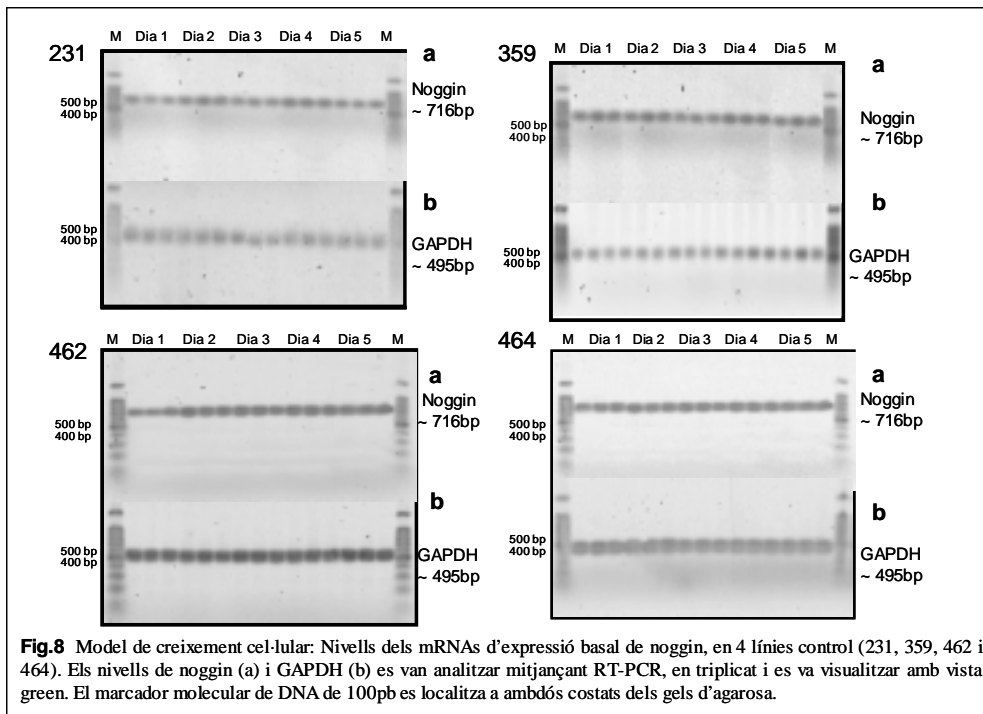 231
M Dia 1 Dia 2 Dia 3 Dia 4 Dia 5 M
a
500 bp
400 bp
Noggin
~ 716bp
b
500 bp
400 bp
GAPDH
~ 495bp
359
M Dia 1 Dia 2 Dia 3 Dia 4 Dia 5 M
a
500 bp
400 bp
Noggin
~ 716bp
b
500 bp
400 bp
GAPDH
~ 495bp
462
M Dia 1 Dia 2 Dia 3 Dia 4 Dia 5 M
a
Noggin
~ 716bp
500 bp
400 bp
b
500 bp
400 bp
GAPDH
~ 495bp
464
M Dia 1 Dia 2 Dia 3 Dia 4 Dia 5 M
a
Noggin
~ 716bp
500 bp
400 bp
b
500 bp
400 bp
GAPDH
~ 495bp
Fig.8 Model de creixement cel·lular: Nivells dels mRNAs d'expressió basal de noggin, en 4 línies control (231, 359, 462 i
464). Els nivells de noggin (a) i GAPDH (b) es van analitzar mitjançant RT-PCR, en triplicat i es va visualitzar amb vista
green. El marcador molecular de DNA de 100pb es localitza a ambdós costats dels gels d'agarosa.